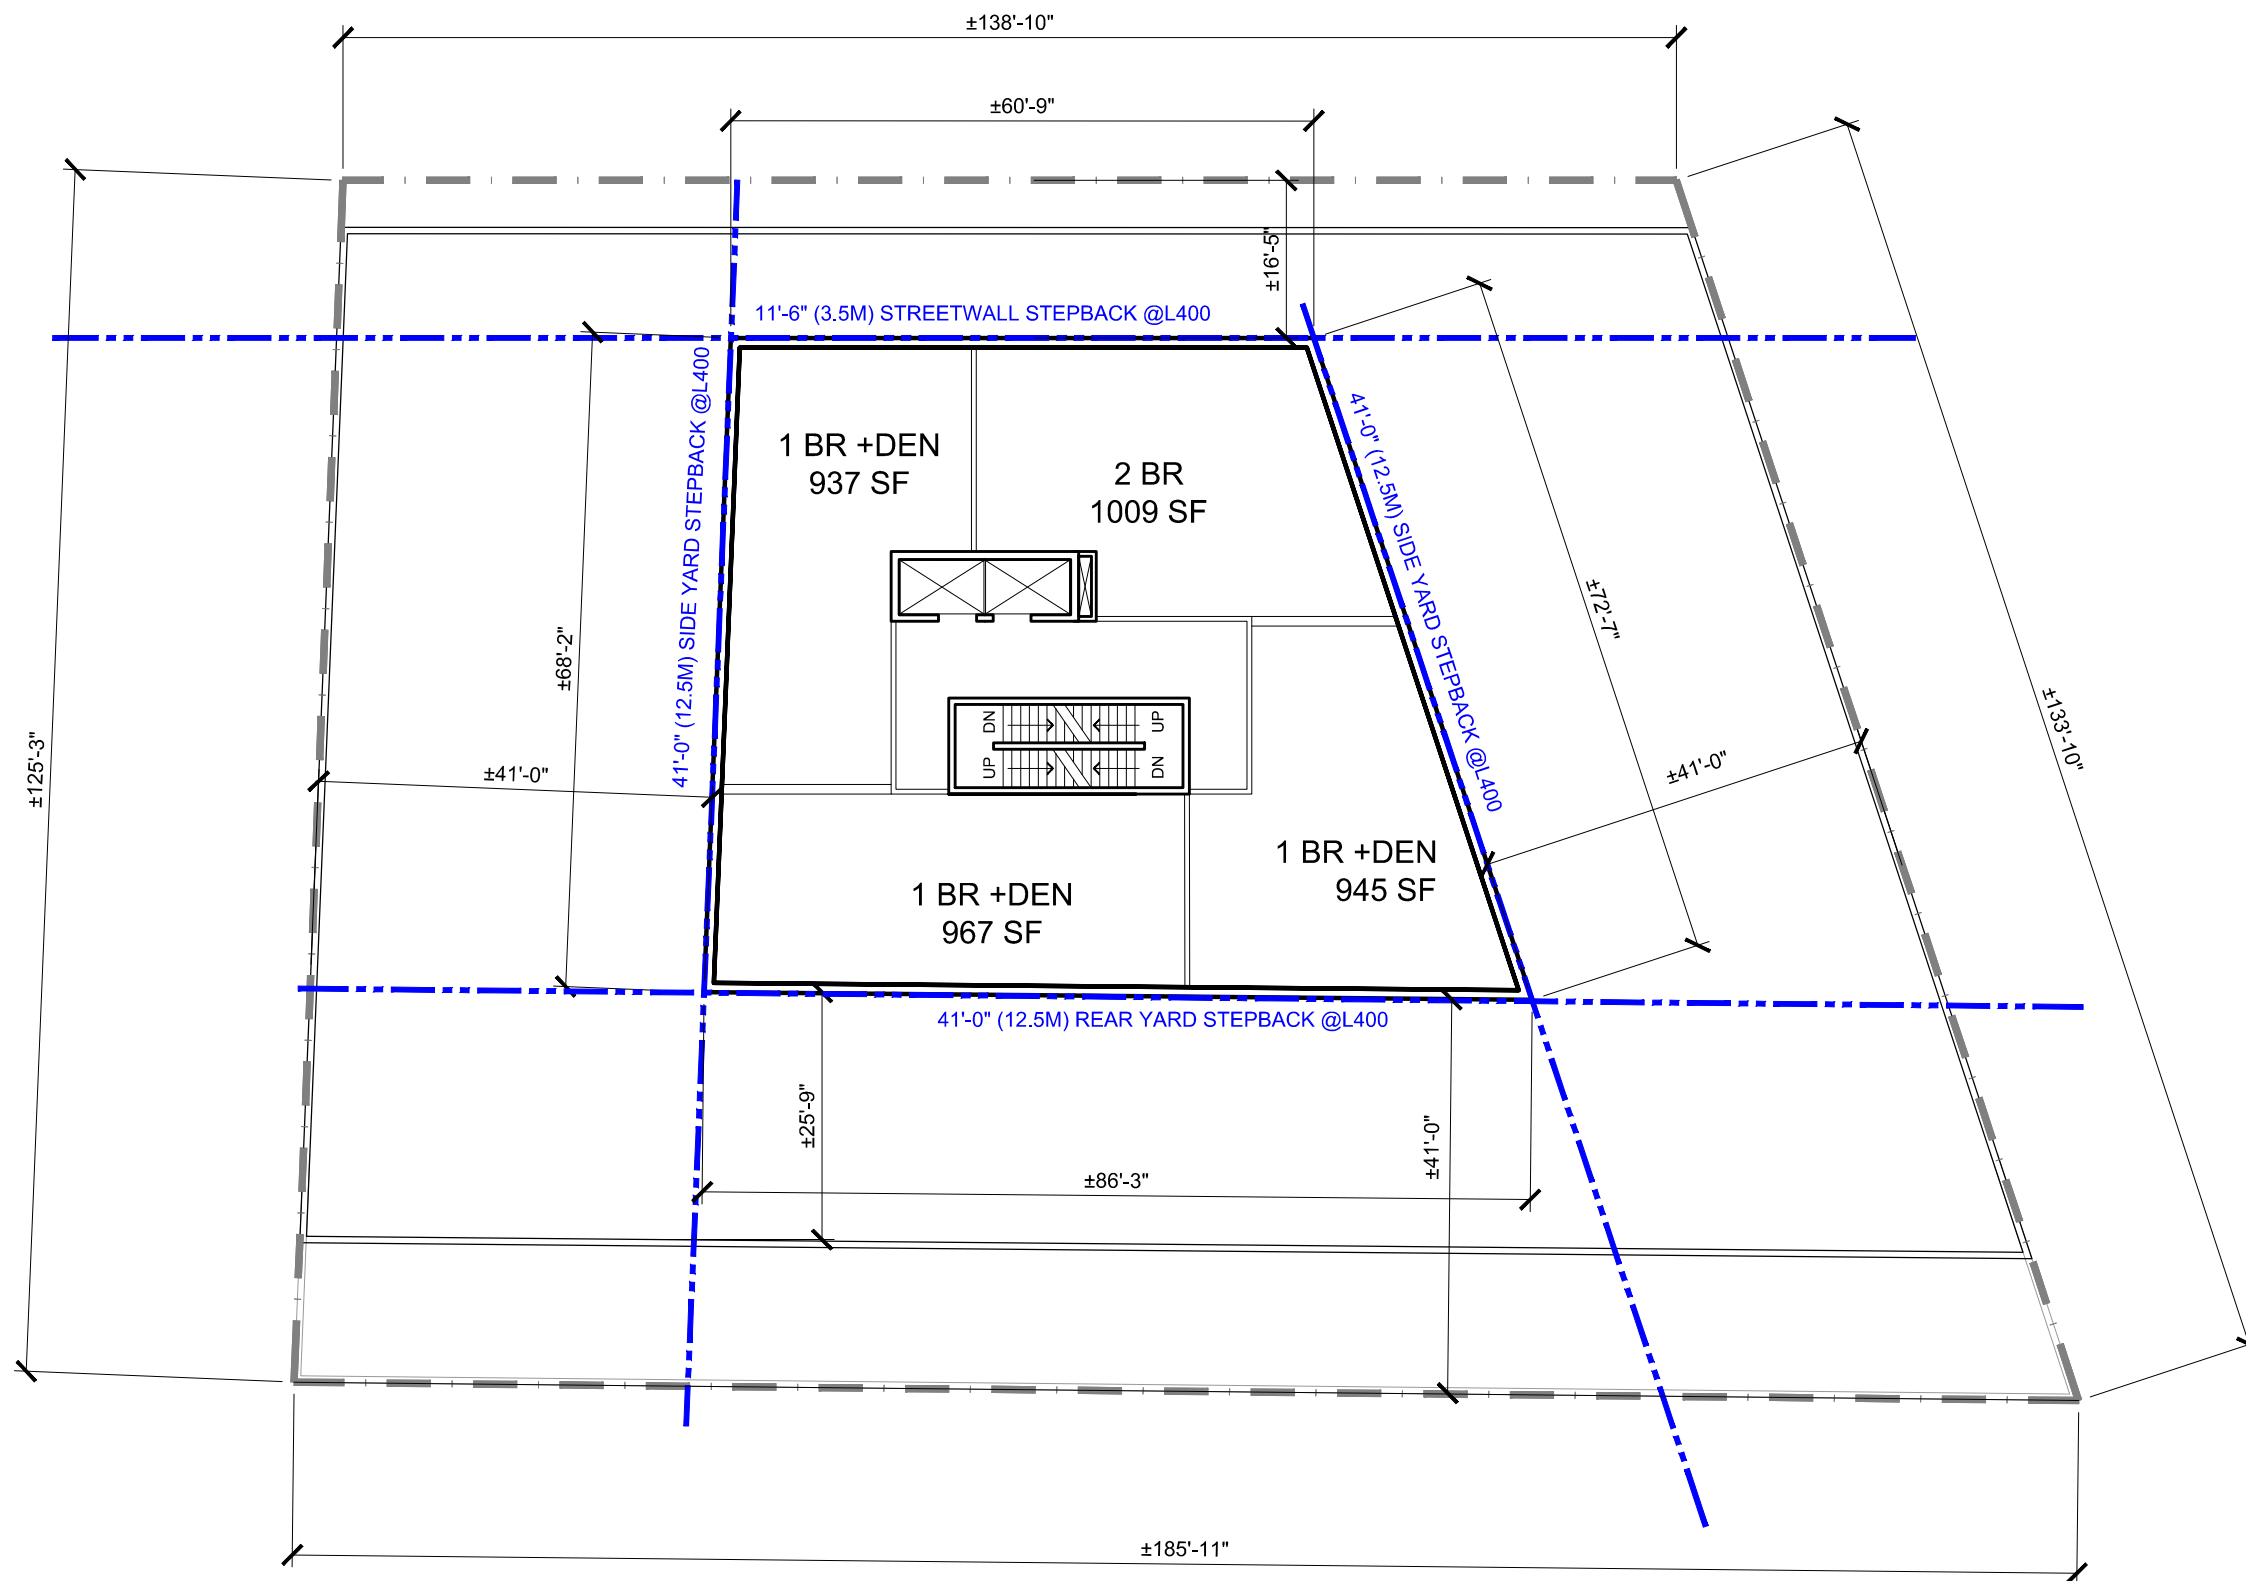 ±138'-10"
±60'-9"
±16'-5"
11'-6" (3.5M) STREETWALL STEPBACK @L400
41'-0" (12.5M) SIDE YARD STEPBACK @L400
41'-0" (12.5M) SIDE YARD STEPBACK @L400
1 BR +DEN
937 SF
2 BR
1009 SF
±72'-7"
±68'-2"
±133'-10"
±125'-3"
±41'-0"
±41'-0"
DN
UP
UP
DN
1 BR +DEN
945 SF
1 BR +DEN
967 SF
41'-0" (12.5M) REAR YARD STEPBACK @L400
±25'-9"
±41'-0"
±86'-3"
±185'-11"